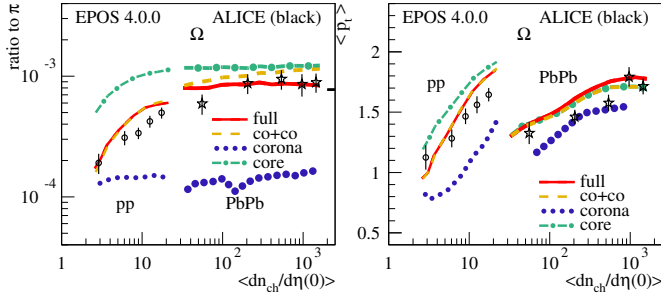 ratio to π
EPOS 4.0.0 ALICE (black)
Ω
10⁻³
10⁻⁴
pp
PbPb
full
co+co
corona
core
1 10 10² 10³
<dn_ch/dη(0)>
< p_t >
EPOS 4.0.0 ALICE (black)
Ω
2
1.5
1
0.5
pp
PbPb
full
co+co
corona
core
1 10 10² 10³
<dn_ch/dη(0)>